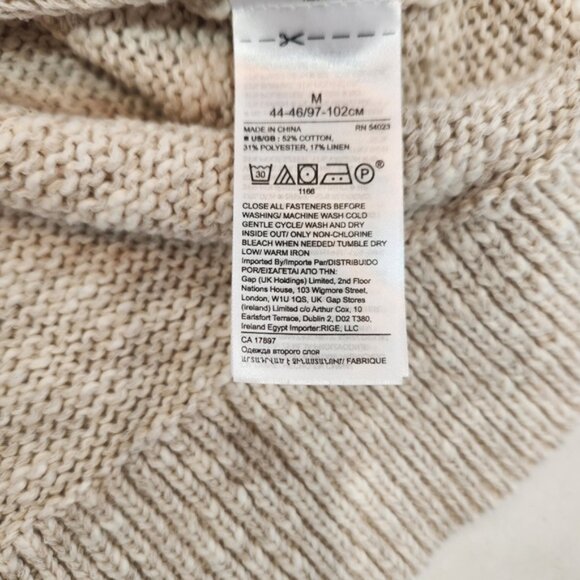 M
44-46/97-102CM
MADE IN CHINA RN 54023
US/GB : 52% COTTON,
31% POLYESTER, 17% LINEN
30 P ®
1166
CLOSE ALL FASTENERS BEFORE
WASHING/ MACHINE WASH COLD
GENTLE CYCLE/ WASH AND DRY
INSIDE OUT/ ONLY NON-CHLORINE
BLEACH WHEN NEEDED/ TUMBLE DRY
LOW/ WARM IRON
Imported By/Importe Par/DISTRIBUIDO
POR/ΕΙΣΑΓΕΤΑΙ ΑΠΟ ΤΗΝ:
Gap (UK Holdings) Limited, 2nd Floor
Nations House, 103 Wigmore Street,
London, W1U 1QS, UK Gap Stores
(Ireland) Limited c/o Arthur Cox, 10
Earlsfort Terrace, Dublin 2, D02 T380,
Ireland Egypt Importer:RIGE, LLC
CA 17897
Одежда второго слоя
FABRIQUE